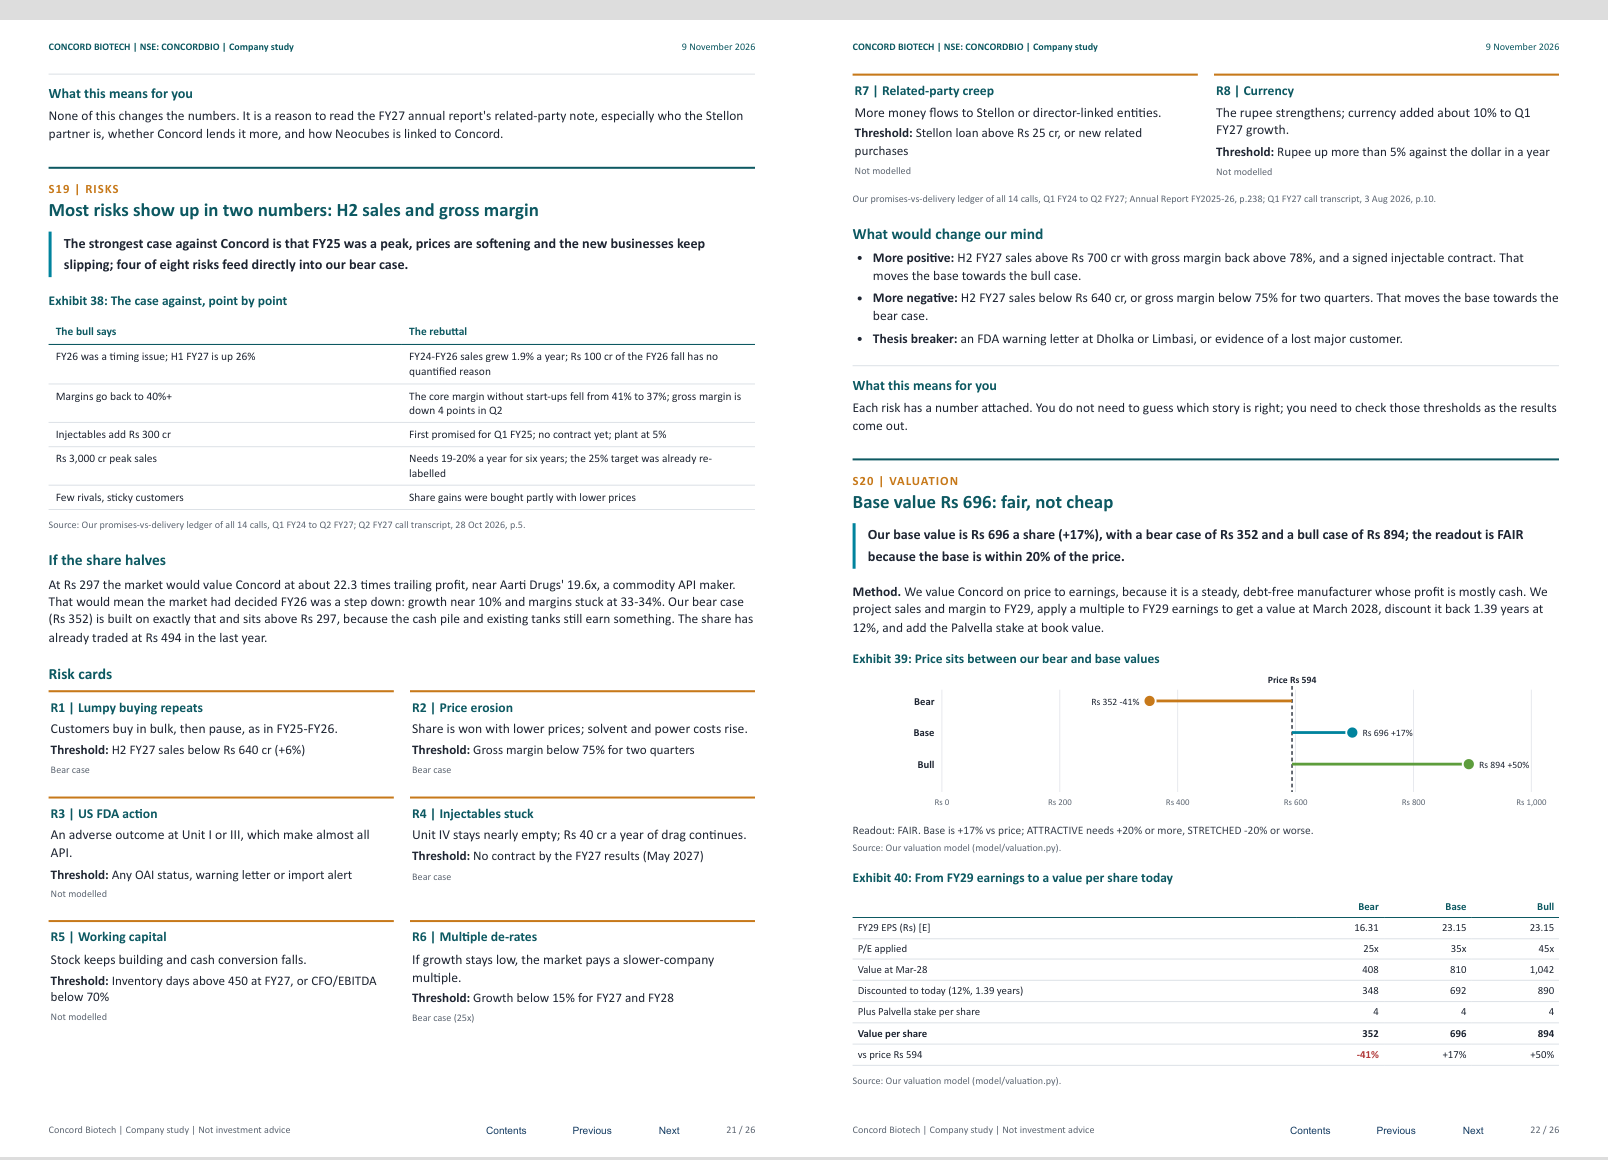 CONCORD BIOTECH | NSE: CONCORDBIO | Company study
9 November 2026
What this means for you
None of this changes the numbers. It is a reason to read the FY27 annual report's related-party note, especially who the Stellon
partner is, whether Concord lends it more, and how Neocubes is linked to Concord.
S19 | RISKS
Most risks show up in two numbers: H2 sales and gross margin
The strongest case against Concord is that FY25 was a peak, prices are softening and the new businesses keep
slipping; four of eight risks feed directly into our bear case.
Exhibit 38: The case against, point by point
The bull says
The rebuttal
FY26 was a timing issue; H1 FY27 is up 26%
FY24-FY26 sales grew 1.9% a year; Rs 100 cr of the FY26 fall has no
quantified reason
Margins go back to 40%+
The core margin without start-ups fell from 41% to 37%; gross margin is
down 4 points in Q2
Injectables add Rs 300 cr
First promised for Q1 FY25; no contract yet; plant at 5%
Rs 3,000 cr peak sales
Needs 19-20% a year for six years; the 25% target was already re-
labelled
Few rivals, sticky customers
Share gains were bought partly with lower prices
Source: Our promises-vs-delivery ledger of all 14 calls, Q1 FY24 to Q2 FY27; Q2 FY27 call transcript, 28 Oct 2026, p.5.
If the share halves
At Rs 297 the market would value Concord at about 22.3 times trailing profit, near Aarti Drugs' 19.6x, a commodity API maker.
That would mean the market had decided FY26 was a step down: growth near 10% and margins stuck at 33-34%. Our bear case
(Rs 352) is built on exactly that and sits above Rs 297, because the cash pile and existing tanks still earn something. The share has
already traded at Rs 494 in the last year.
Risk cards
R1 | Lumpy buying repeats
Customers buy in bulk, then pause, as in FY25-FY26.
Threshold: H2 FY27 sales below Rs 640 cr (+6%)
Bear case
R2 | Price erosion
Share is won with lower prices; solvent and power costs rise.
Threshold: Gross margin below 75% for two quarters
Bear case
R3 | US FDA action
An adverse outcome at Unit I or III, which make almost all
API.
Threshold: Any OAI status, warning letter or import alert
Not modelled
R4 | Injectables stuck
Unit IV stays nearly empty; Rs 40 cr a year of drag continues.
Threshold: No contract by the FY27 results (May 2027)
Bear case
R5 | Working capital
Stock keeps building and cash conversion falls.
Threshold: Inventory days above 450 at FY27, or CFO/EBITDA
below 70%
Not modelled
R6 | Multiple de-rates
If growth stays low, the market pays a slower-company
multiple.
Threshold: Growth below 15% for FY27 and FY28
Bear case (25x)
Concord Biotech | Company study | Not investment advice
Contents
Previous
Next
21 / 26
CONCORD BIOTECH | NSE: CONCORDBIO | Company study
9 November 2026
R7 | Related-party creep
More money flows to Stellon or director-linked entities.
Threshold: Stellon loan above Rs 25 cr, or new related
purchases
Not modelled
R8 | Currency
The rupee strengthens; currency added about 10% to Q1
FY27 growth.
Threshold: Rupee up more than 5% against the dollar in a year
Not modelled
Our promises-vs-delivery ledger of all 14 calls, Q1 FY24 to Q2 FY27; Annual Report FY2025-26, p.238; Q1 FY27 call transcript, 3 Aug 2026, p.10.
What would change our mind
• More positive: H2 FY27 sales above Rs 700 cr with gross margin back above 78%, and a signed injectable contract. That
moves the base towards the bull case.
• More negative: H2 FY27 sales below Rs 640 cr, or gross margin below 75% for two quarters. That moves the base towards the
bear case.
• Thesis breaker: an FDA warning letter at Dholka or Limbasi, or evidence of a lost major customer.
What this means for you
Each risk has a number attached. You do not need to guess which story is right; you need to check those thresholds as the results
come out.
S20 | VALUATION
Base value Rs 696: fair, not cheap
Our base value is Rs 696 a share (+17%), with a bear case of Rs 352 and a bull case of Rs 894; the readout is FAIR
because the base is within 20% of the price.
Method. We value Concord on price to earnings, because it is a steady, debt-free manufacturer whose profit is mostly cash. We
project sales and margin to FY29, apply a multiple to FY29 earnings to get a value at March 2028, discount it back 1.39 years at
12%, and add the Palvella stake at book value.
Exhibit 39: Price sits between our bear and base values
Price Rs 594
Bear
Rs 352 -41%
Base
Rs 696 +17%
Bull
Rs 894 +50%
Rs 0
Rs 200
Rs 400
Rs 600
Rs 800
Rs 1,000
Readout: FAIR. Base is +17% vs price; ATTRACTIVE needs +20% or more, STRETCHED -20% or worse.
Source: Our valuation model (model/valuation.py).
Exhibit 40: From FY29 earnings to a value per share today
Bear Base Bull
FY29 EPS (Rs) [E] 16.31 23.15 23.15
P/E applied 25x 35x 45x
Value at Mar-28 408 810 1,042
Discounted to today (12%, 1.39 years) 348 692 890
Plus Palvella stake per share 4 4 4
Value per share 352 696 894
vs price Rs 594 -41% +17% +50%
Source: Our valuation model (model/valuation.py).
Concord Biotech | Company study | Not investment advice
Contents
Previous
Next
22 / 26